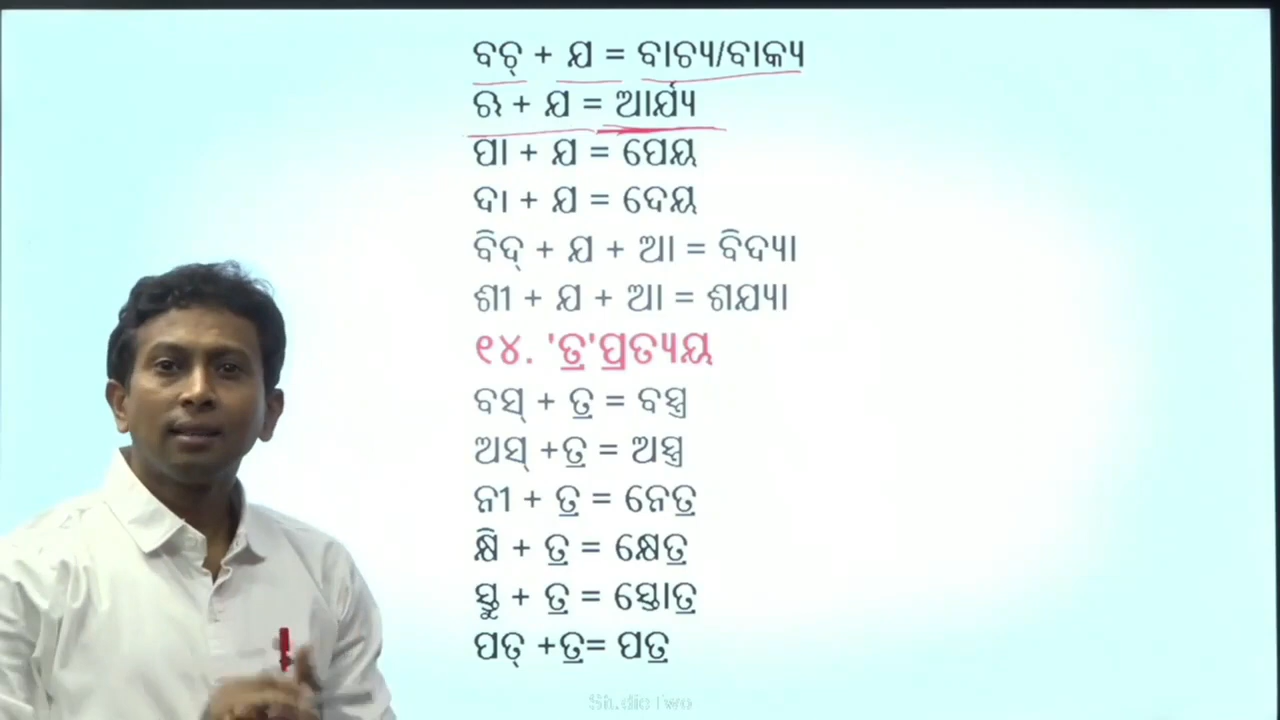 ବଚ୍ + ଯ = ବାଚ୍ୟ/ବାକ୍ୟ
ଋ + ଯ = ଆର୍ଯ୍ୟ
ପା + ଯ = ପେୟ
ଦା + ଯ = ଦେୟ
ବିଦ୍ + ଯ + ଆ = ବିଦ୍ୟା
ଶୀ + ଯ + ଆ = ଶଯ୍ୟା
୧୪. 'ତ୍ର'ପ୍ରତ୍ୟୟ
ବସ୍ + ତ୍ର = ବସ୍ତ୍ର
ଅସ୍ +ତ୍ର = ଅସ୍ତ୍ର
ନୀ + ତ୍ର = ନେତ୍ର
କ୍ଷି + ତ୍ର = କ୍ଷେତ୍ର
ସ୍ତୁ + ତ୍ର = ସ୍ତୋତ୍ର
ପତ୍ +ତ୍ର= ପତ୍ର